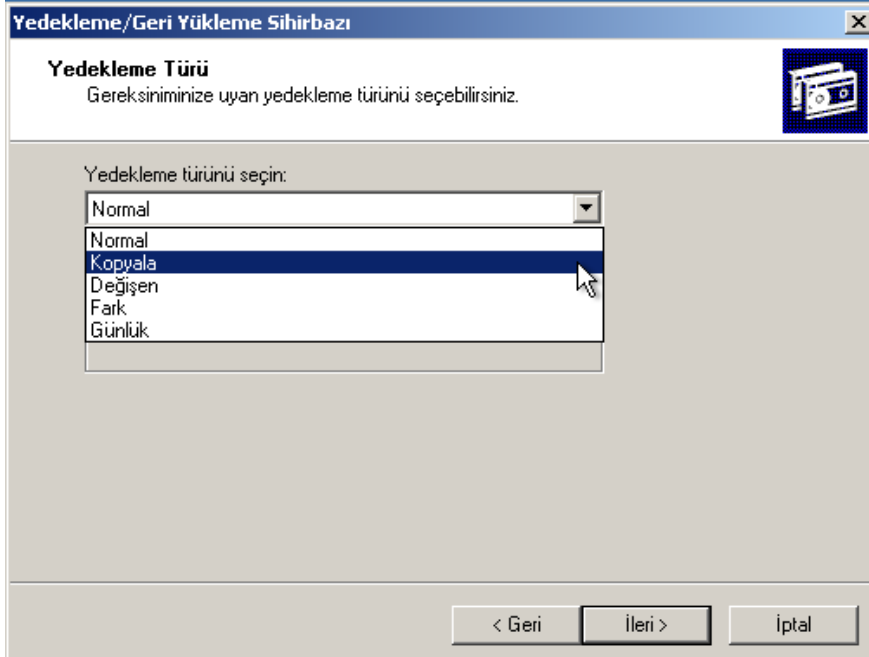 Yedekleme/Geri Yükleme Sihirbazı
Yedekleme Türü
Gereksiniminize uyan yedekleme türünü seçebilirsiniz.
Yedekleme türünü seçin:
Normal
Normal
Kopyala
Değişen
Fark
Günlük
< Geri İleri > İptal